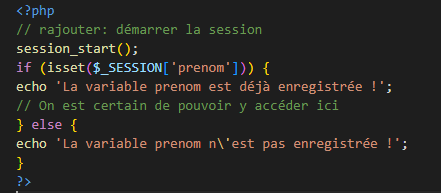 <?php
// rajouter: démarrer la session
session_start();
if (isset($_SESSION['prenom'])) {
echo 'La variable prenom est déjà enregistrée !';
// On est certain de pouvoir y accéder ici
} else {
echo 'La variable prenom n\'est pas enregistrée !';
}
?>